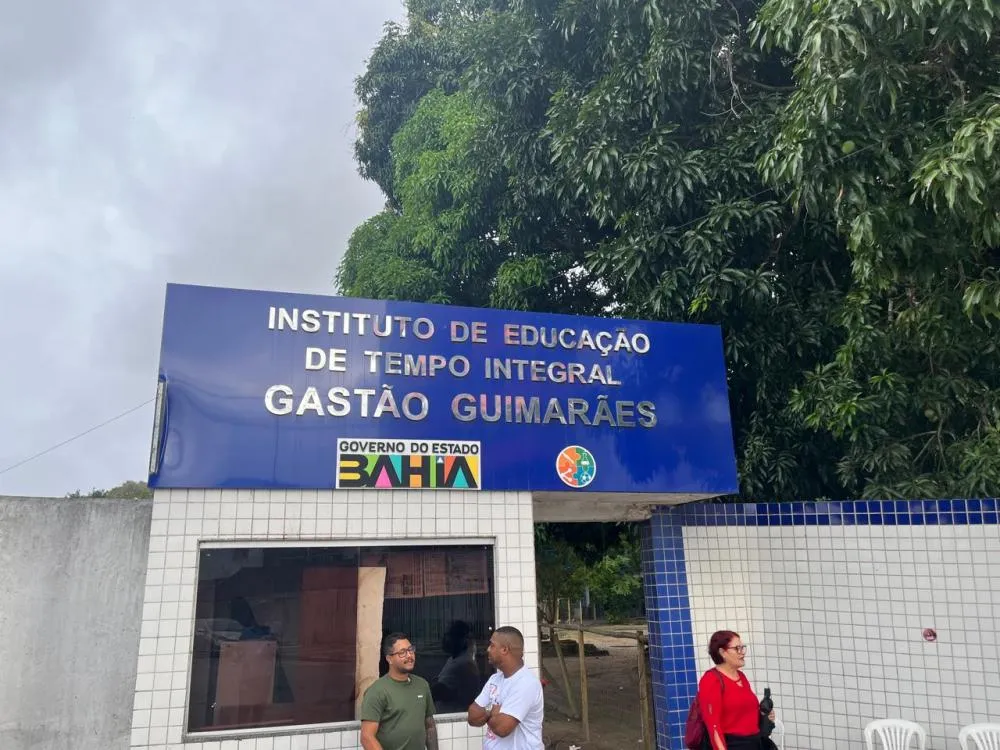 INSTITUTO DE EDUCAÇÃO
DE TEMPO INTEGRAL
GASTÃO GUIMARÃES
GOVERNO DO ESTADO
BAHIA